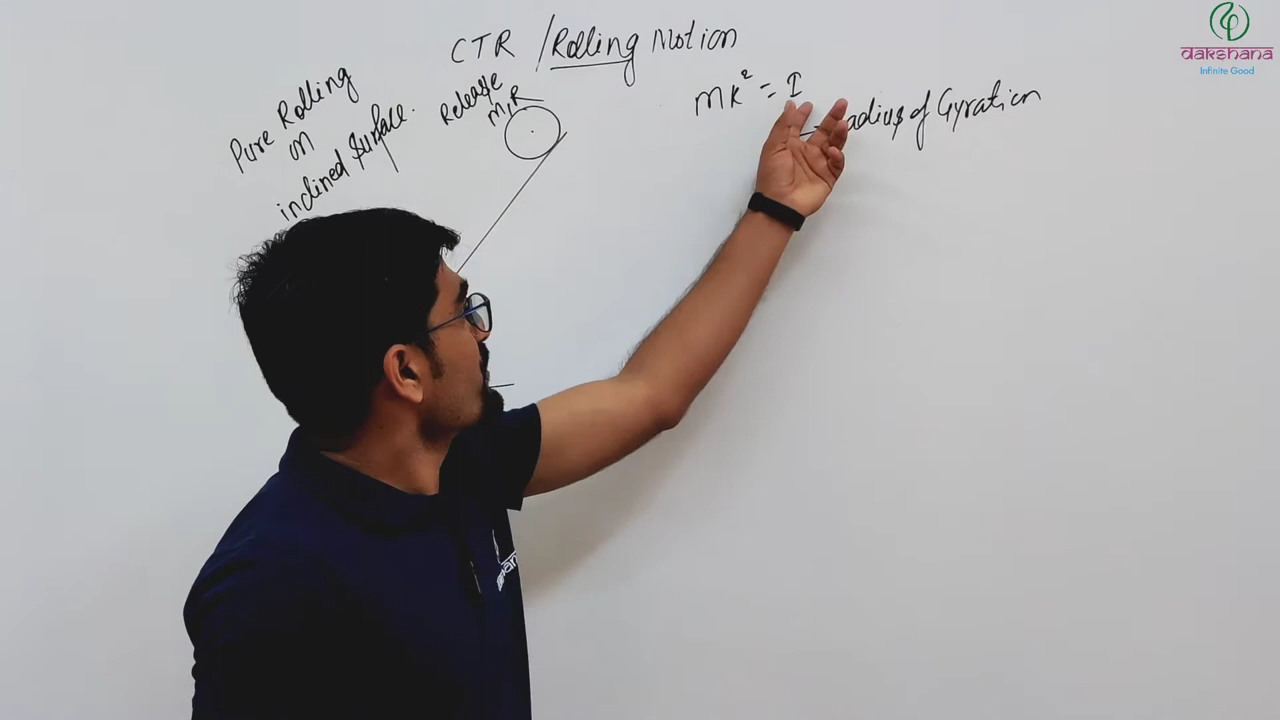 CTR / Rolling Motion
Pure Rolling
on
inclined surface.
Release
M, R
mk² = I
adius of Gyration
dakshana
Infinite Good